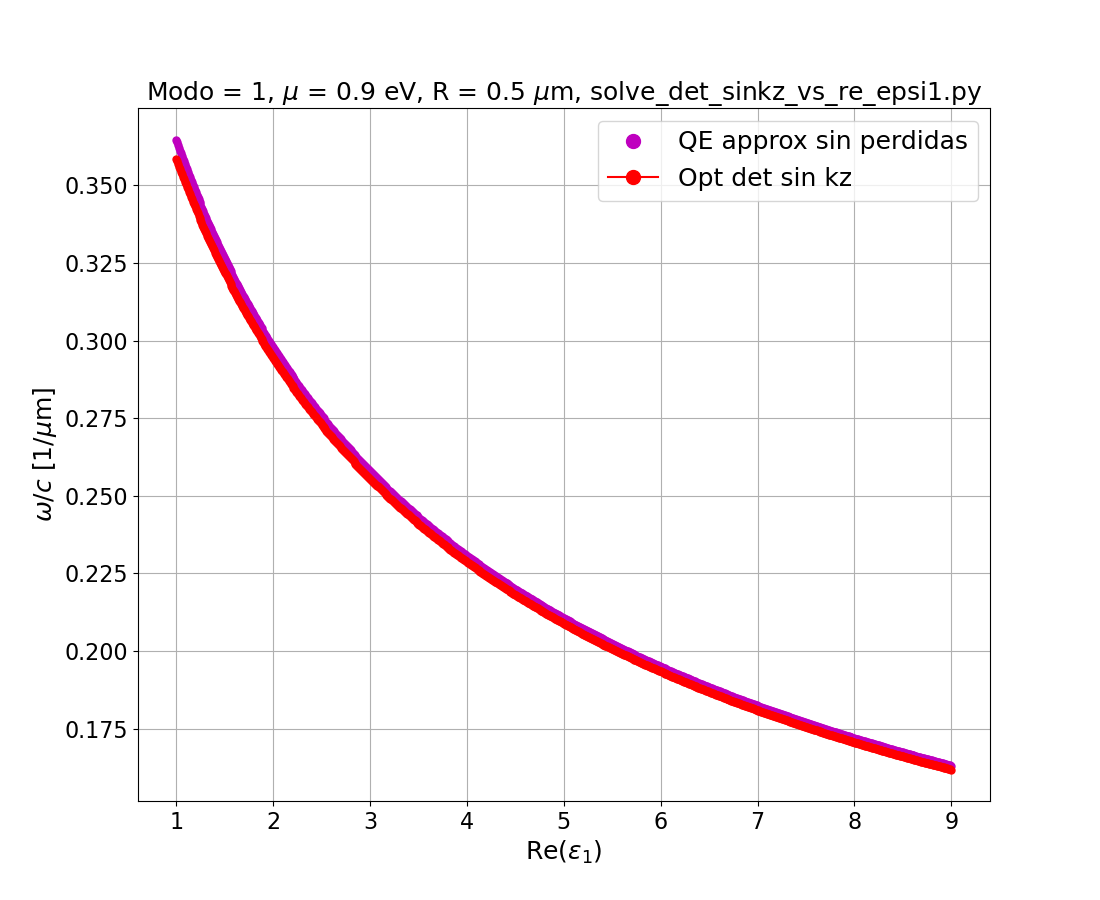 Modo = 1, μ = 0.9 eV, R = 0.5 μm, solve_det_sinkz_vs_re_epsi1.py
QE approx sin perdidas
Opt det sin kz
ω/c [1/μm]
0.350
0.325
0.300
0.275
0.250
0.225
0.200
0.175
1 2 3 4 5 6 7 8 9
Re(ε₁)